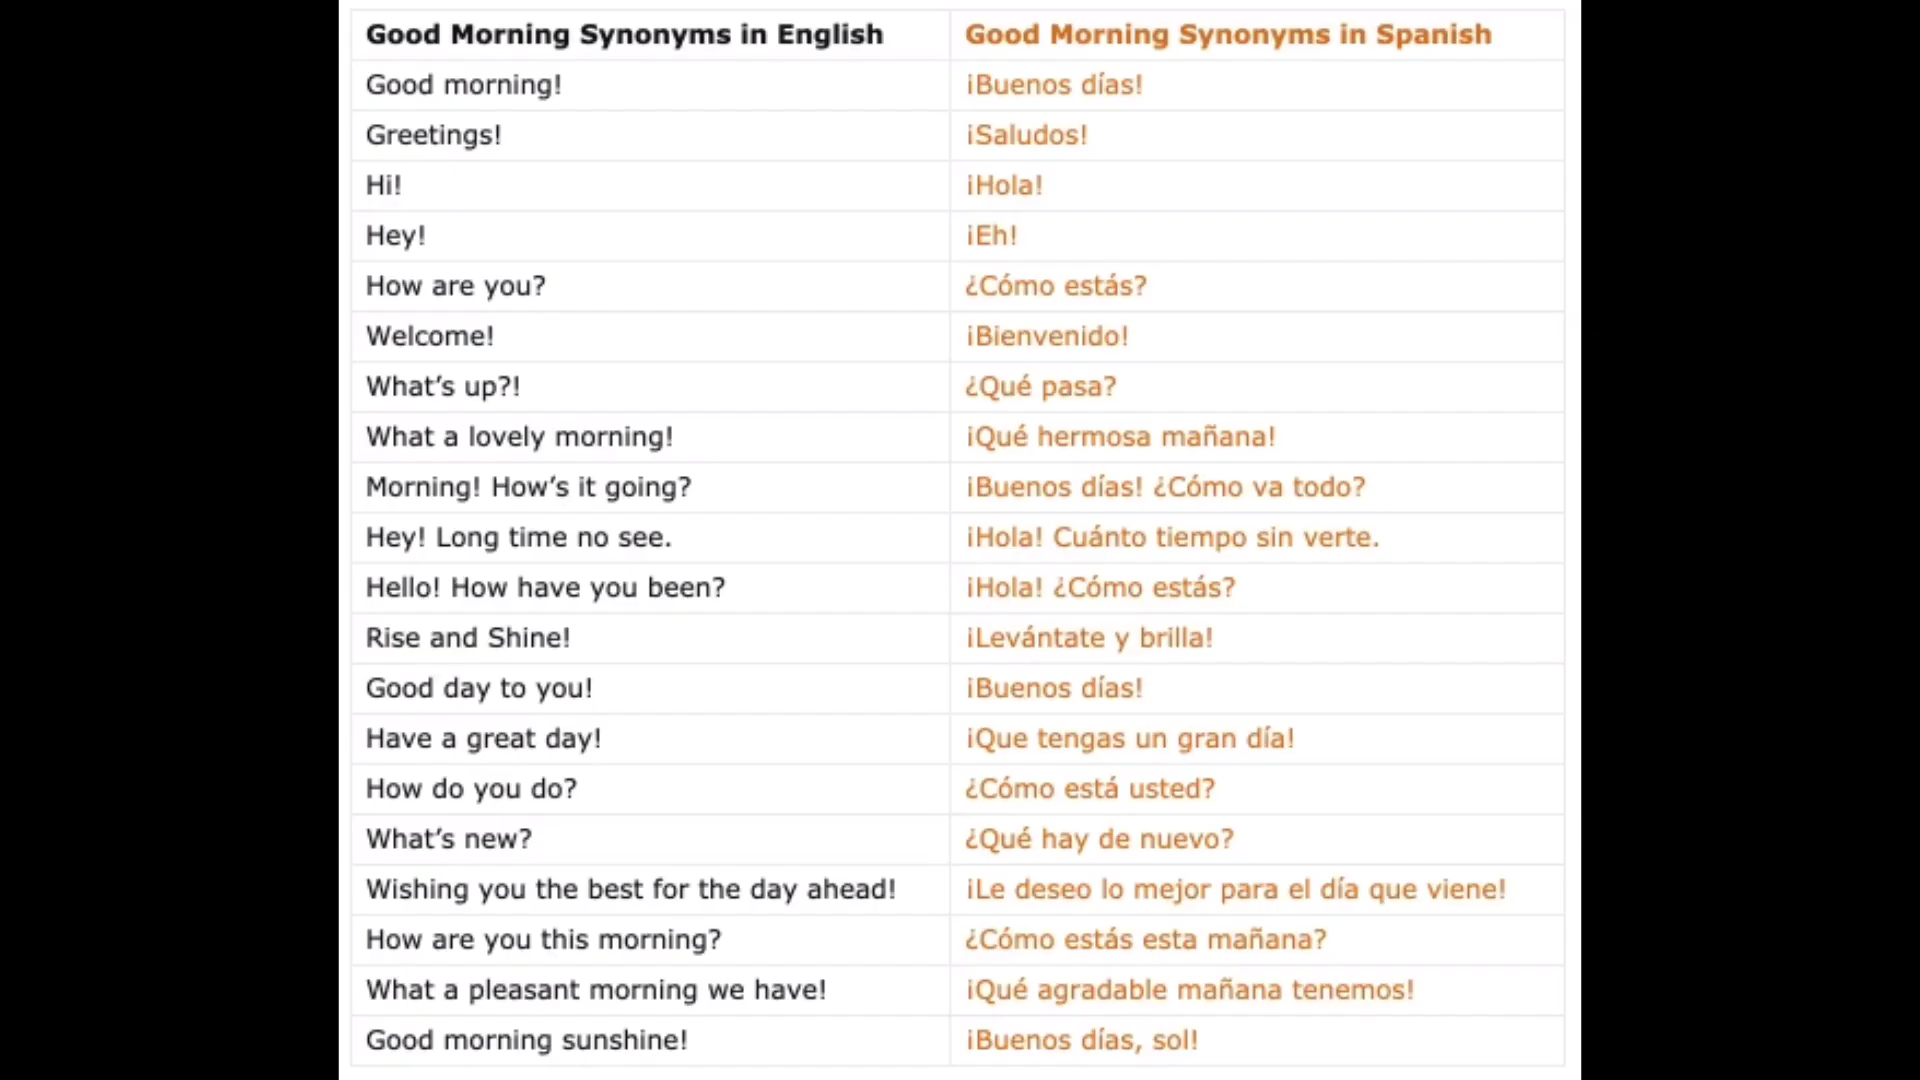 Good Morning Synonyms in English Good Morning Synonyms in Spanish
Good morning! ¡Buenos días!
Greetings! ¡Saludos!
Hi! ¡Hola!
Hey! ¡Eh!
How are you? ¿Cómo estás?
Welcome! ¡Bienvenido!
What’s up?! ¿Qué pasa?
What a lovely morning! ¡Qué hermosa mañana!
Morning! How’s it going? ¡Buenos días! ¿Cómo va todo?
Hey! Long time no see. ¡Hola! Cuánto tiempo sin verte.
Hello! How have you been? ¡Hola! ¿Cómo estás?
Rise and Shine! ¡Levántate y brilla!
Good day to you! ¡Buenos días!
Have a great day! ¡Que tengas un gran día!
How do you do? ¿Cómo está usted?
What’s new? ¿Qué hay de nuevo?
Wishing you the best for the day ahead! ¡Le deseo lo mejor para el día que viene!
How are you this morning? ¿Cómo estás esta mañana?
What a pleasant morning we have! ¡Qué agradable mañana tenemos!
Good morning sunshine! ¡Buenos días, sol!